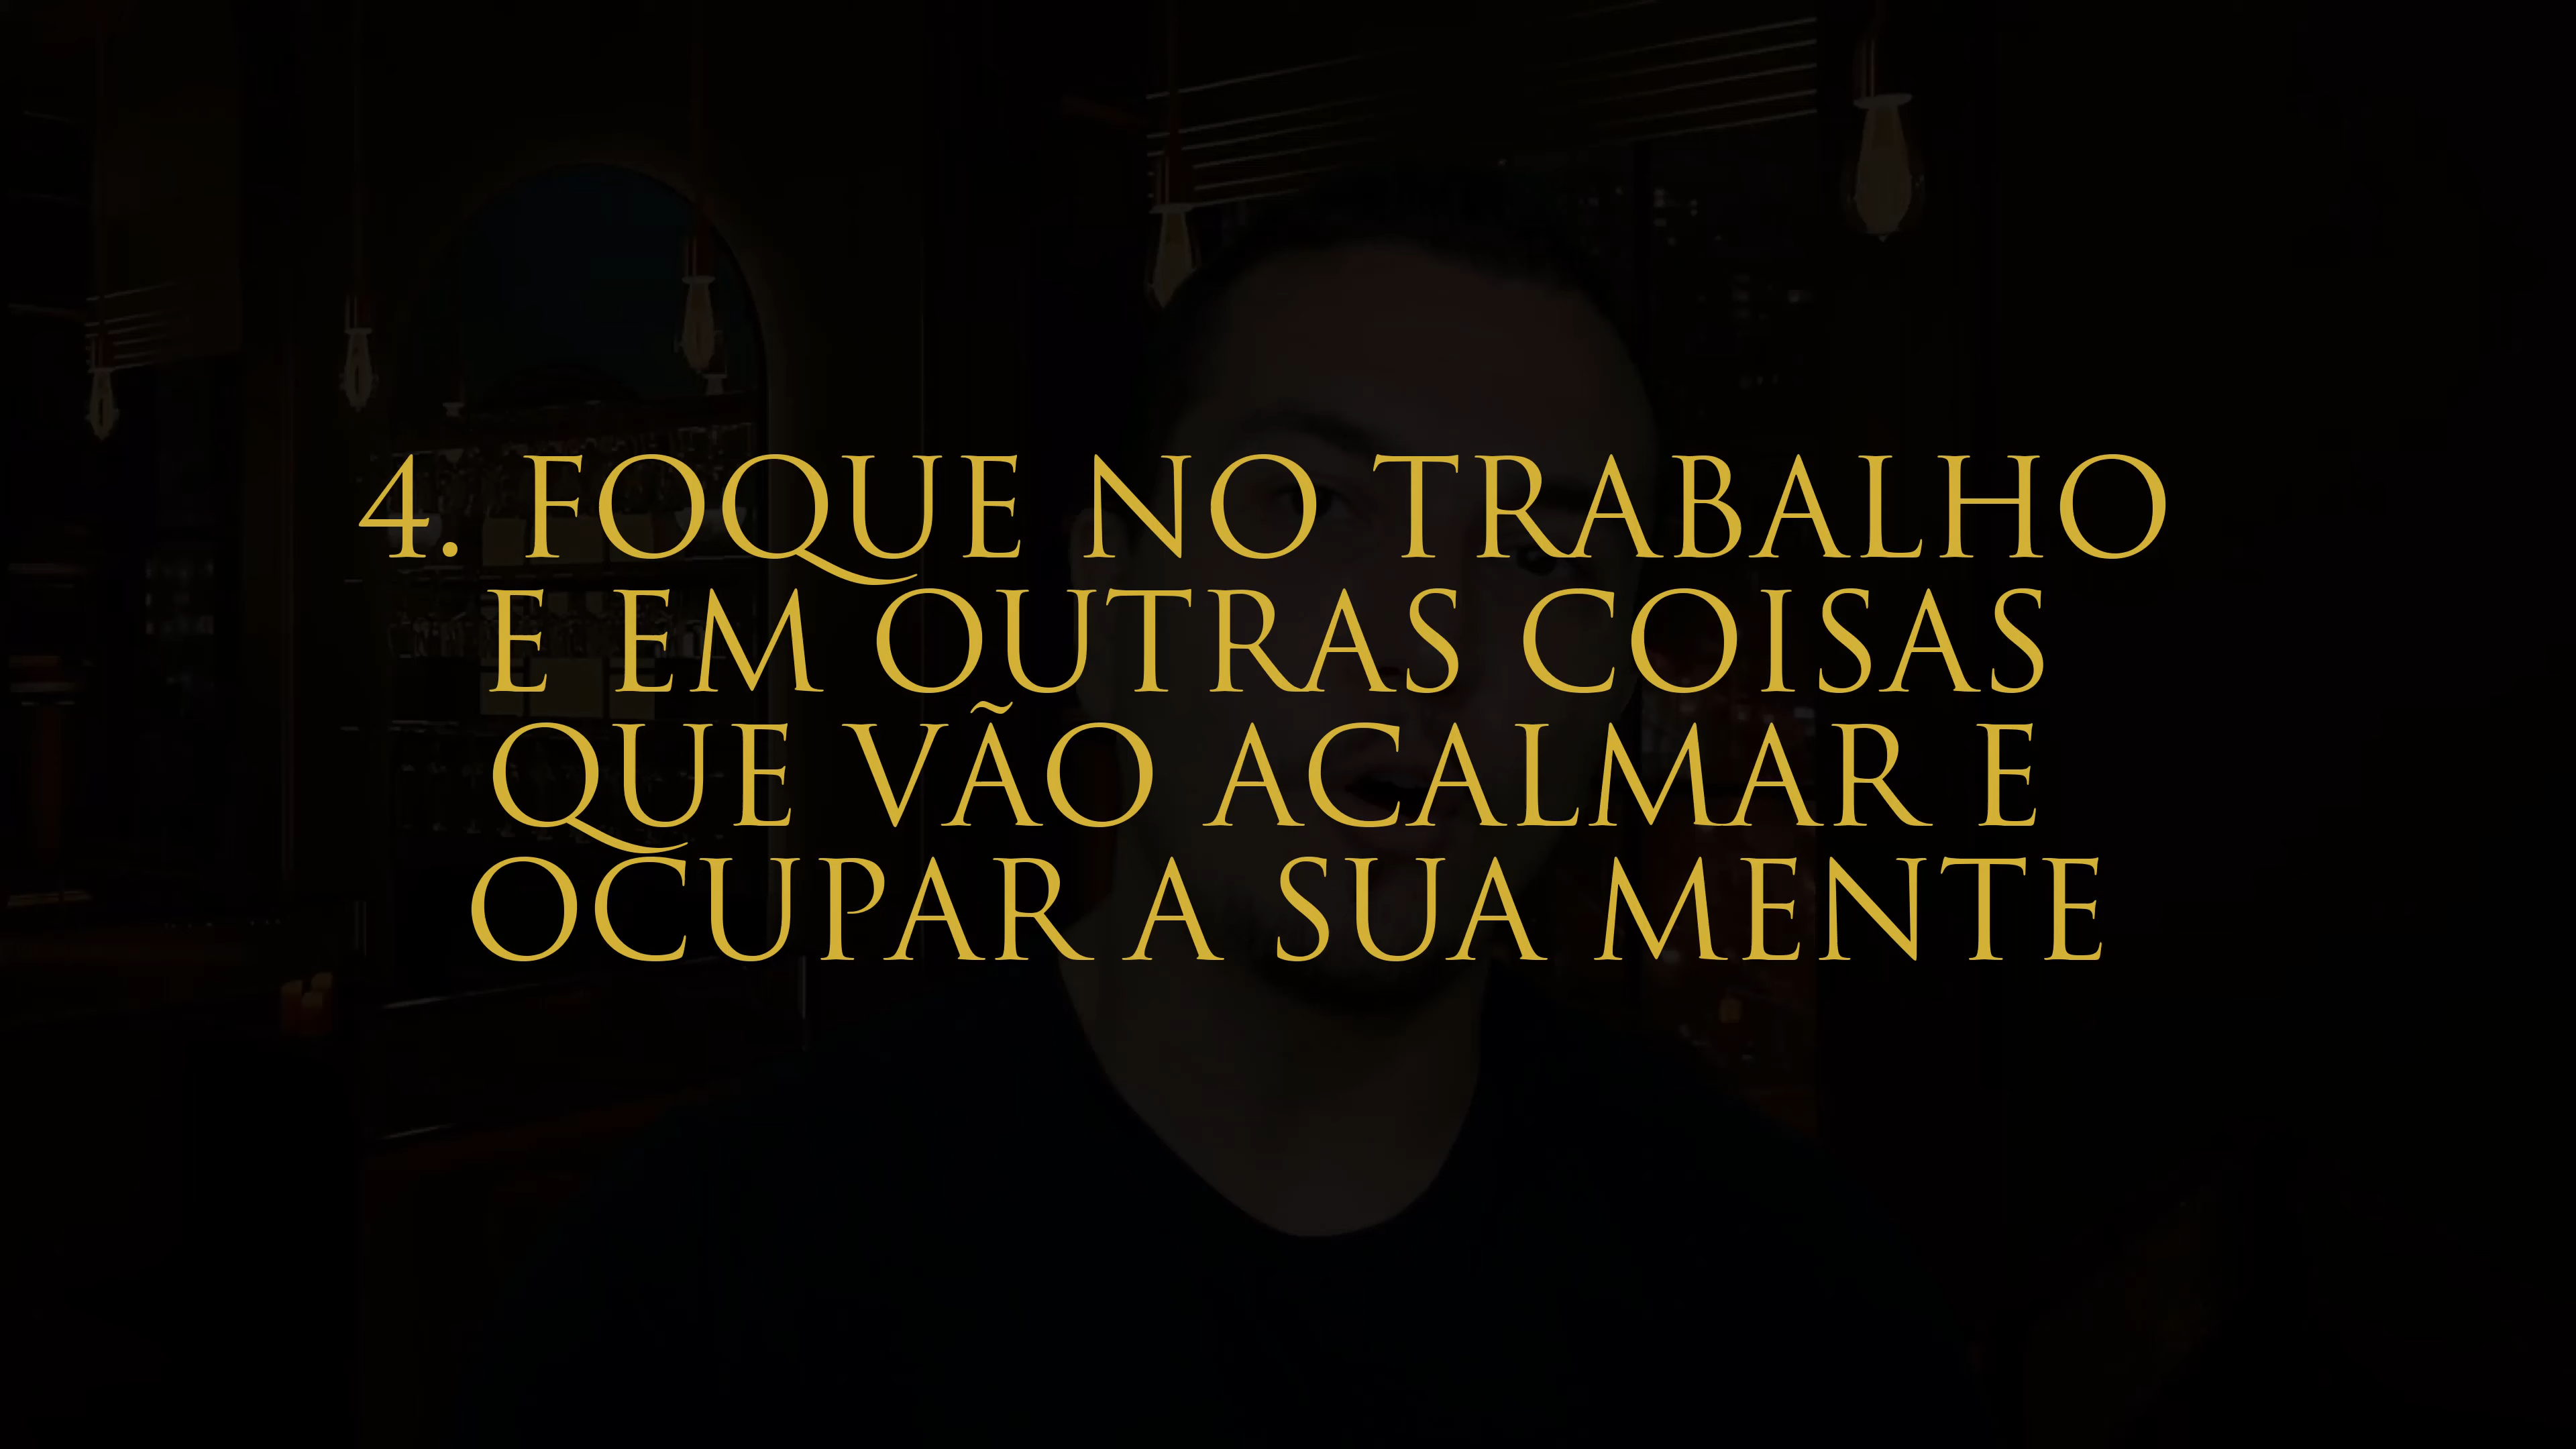 4. FOQUE NO TRABALHO
E EM OUTRAS COISAS
QUE VÃO ACALMAR E
OCUPAR A SUA MENTE